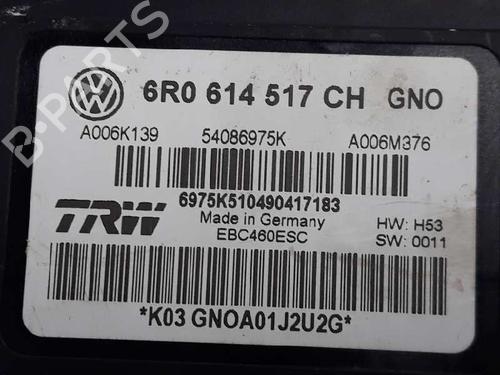 6R0 614 517 CH GNO
A006K139 54086975K A006M376
6975K510490417183
TRW
Made in Germany
EBC460ESC
HW: H53
SW: 0011
*K03 GNOA01J2U2G*
B-PARTS